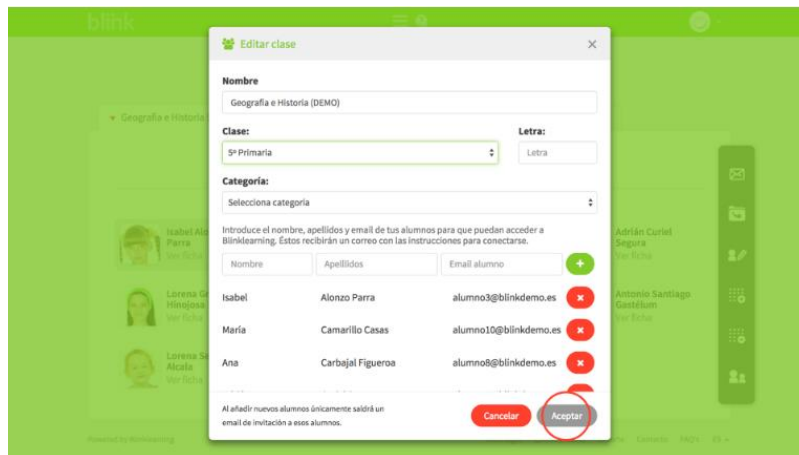 blink
Editar clase
Nombre
Geografía e Historia (DEMO)
Clase:
Letra:
5º Primaria
Letra
Categoría:
Selecciona categoría
Introduce el nombre, apellidos y email de tus alumnos para que puedan acceder a
Blinklearning. Éstos recibirán un correo con las instrucciones para conectarse.
Nombre
Apellidos
Email alumno
Isabel Alonzo Parra alumno3@blinkdemo.es
María Camarillo Casas alumno10@blinkdemo.es
Ana Carbajal Figueroa alumno8@blinkdemo.es
Al añadir nuevos alumnos únicamente saldrá un
email de invitación a esos alumnos.
Cancelar
Aceptar
Geografía e Historia
Isabel Alo
Parra
Ver ficha
Lorena Gr
Hinojosa
Ver ficha
Lorena Se
Alcala
Ver ficha
Adrián Curiel
Segura
Ver ficha
Antonio Santiago
Gastélum
Ver ficha
Powered by Blinklearning
Contacto
FAQ's
ES